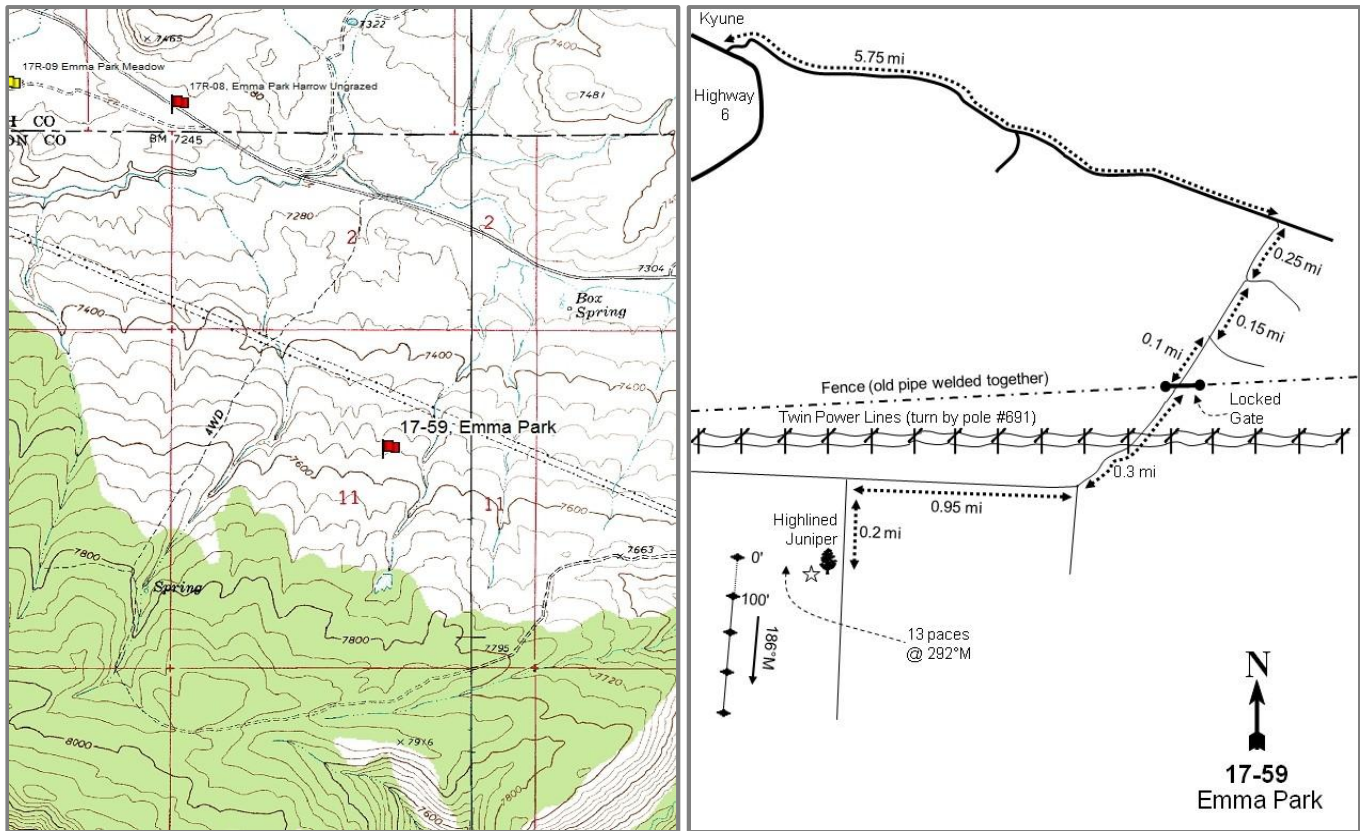 7322
× 7465
7400
17R-09 Emma Park Meadow
17R-08, Emma Park Harrow Ungrazed
7481
H CO
ON CO
BM 7245
7280
2
2
7304
Box
Spring
7400
7400
7400
4WD
17-59, Emma Park
7600
11
11
7600
7663
7800
Spring
7800
7795
7720
8000
× 7916
7800
7600
Kyune
5.75 mi
Highway
6
0.25 mi
0.15 mi
0.1 mi
Fence (old pipe welded together)
Locked
Gate
Twin Power Lines (turn by pole #691)
0.3 mi
0.95 mi
Highlined
Juniper
0.2 mi
0'
100'
186°M
13 paces
@ 292°M
N
17-59
Emma Park